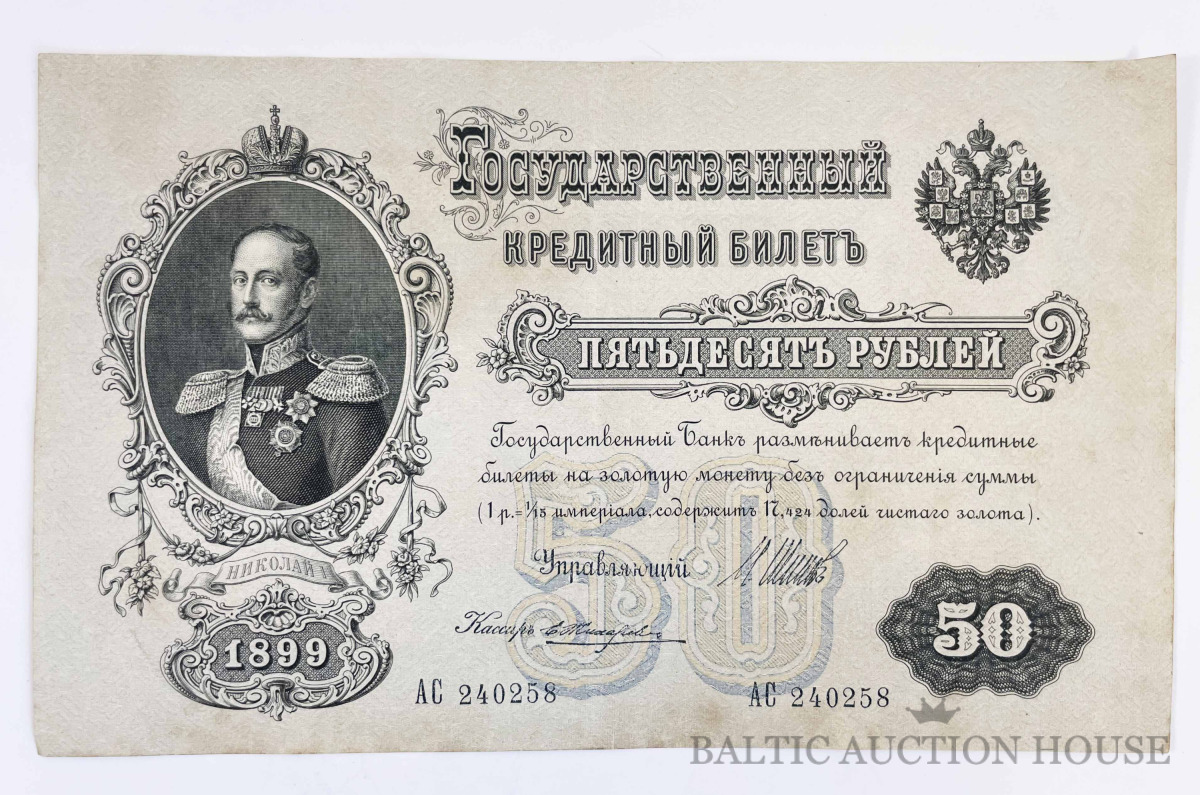 Государственный
КРЕДИТНЫЙ БИЛЕТЪ
ПЯТЬДЕСЯТЪ РУБЛЕЙ
Государственный Банкъ размѣниваетъ кредитные
билеты на золотую монету безъ ограниченія суммы
(1 р.=1/15 имперіала, содержитъ 17,424 долей чистаго золота).
Управляющій
Кассиръ
НИКОЛАЙ I
1899
50
50
АС 240258
АС 240258
BALTIC AUCTION HOUSE